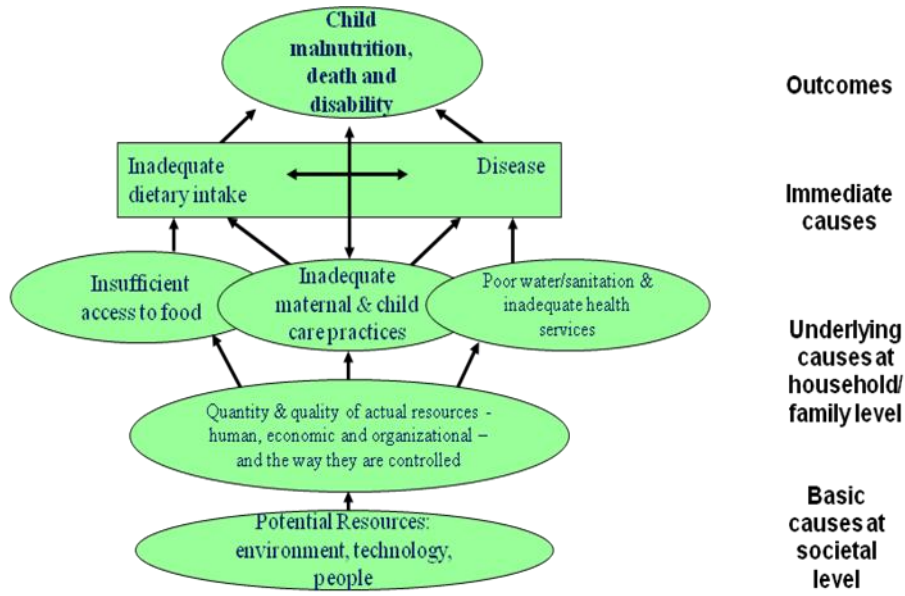 Child
malnutrition,
death and
disability
Outcomes
Inadequate
dietary intake
Disease
Immediate
causes
Insufficient
access to food
Inadequate
maternal & child
care practices
Poor water/sanitation &
inadequate health
services
Underlying
causes at
household/
family level
Quantity & quality of actual resources -
human, economic and organizational –
and the way they are controlled
Potential Resources:
environment, technology,
people
Basic
causes at
societal
level